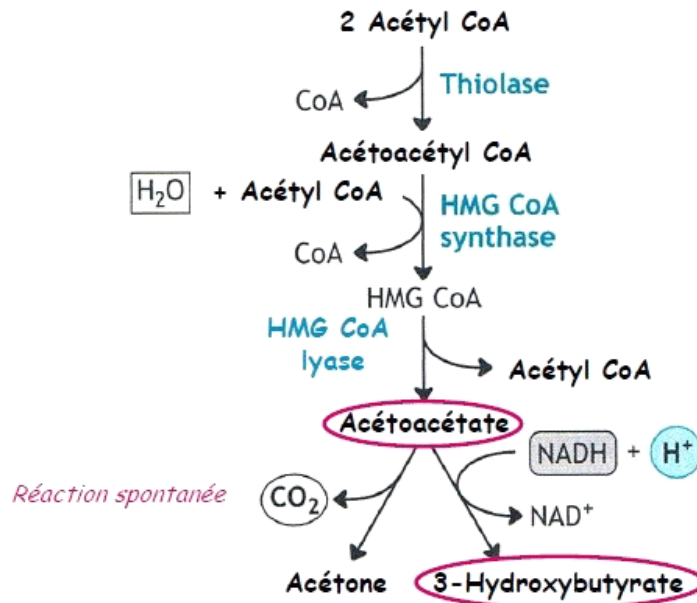 2 Acétyl CoA
CoA
Thiolase
Acétoacétyl CoA
H₂O + Acétyl CoA
HMG CoA
synthase
CoA
HMG CoA
HMG CoA
lyase
Acétyl CoA
Acétoacétate
NADH + H⁺
Réaction spontanée
CO₂
NAD⁺
Acétone
3-Hydroxybutyrate